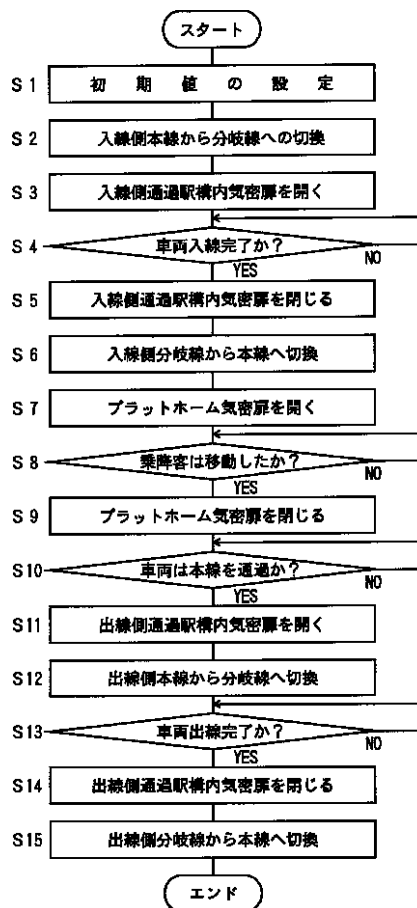 スタート
S1 初期値の設定
S2 入線側本線から分岐線への切換
S3 入線側通過駅構内気密扉を開く
S4 車両入線完了か？
NO
YES
S5 入線側通過駅構内気密扉を閉じる
S6 入線側分岐線から本線へ切換
S7 プラットホーム気密扉を開く
S8 乗降客は移動したか？
NO
YES
S9 プラットホーム気密扉を閉じる
S10 車両は本線を通過か？
NO
YES
S11 出線側通過駅構内気密扉を開く
S12 出線側本線から分岐線へ切換
S13 車両出線完了か？
NO
YES
S14 出線側通過駅構内気密扉を閉じる
S15 出線側分岐線から本線へ切換
エンド